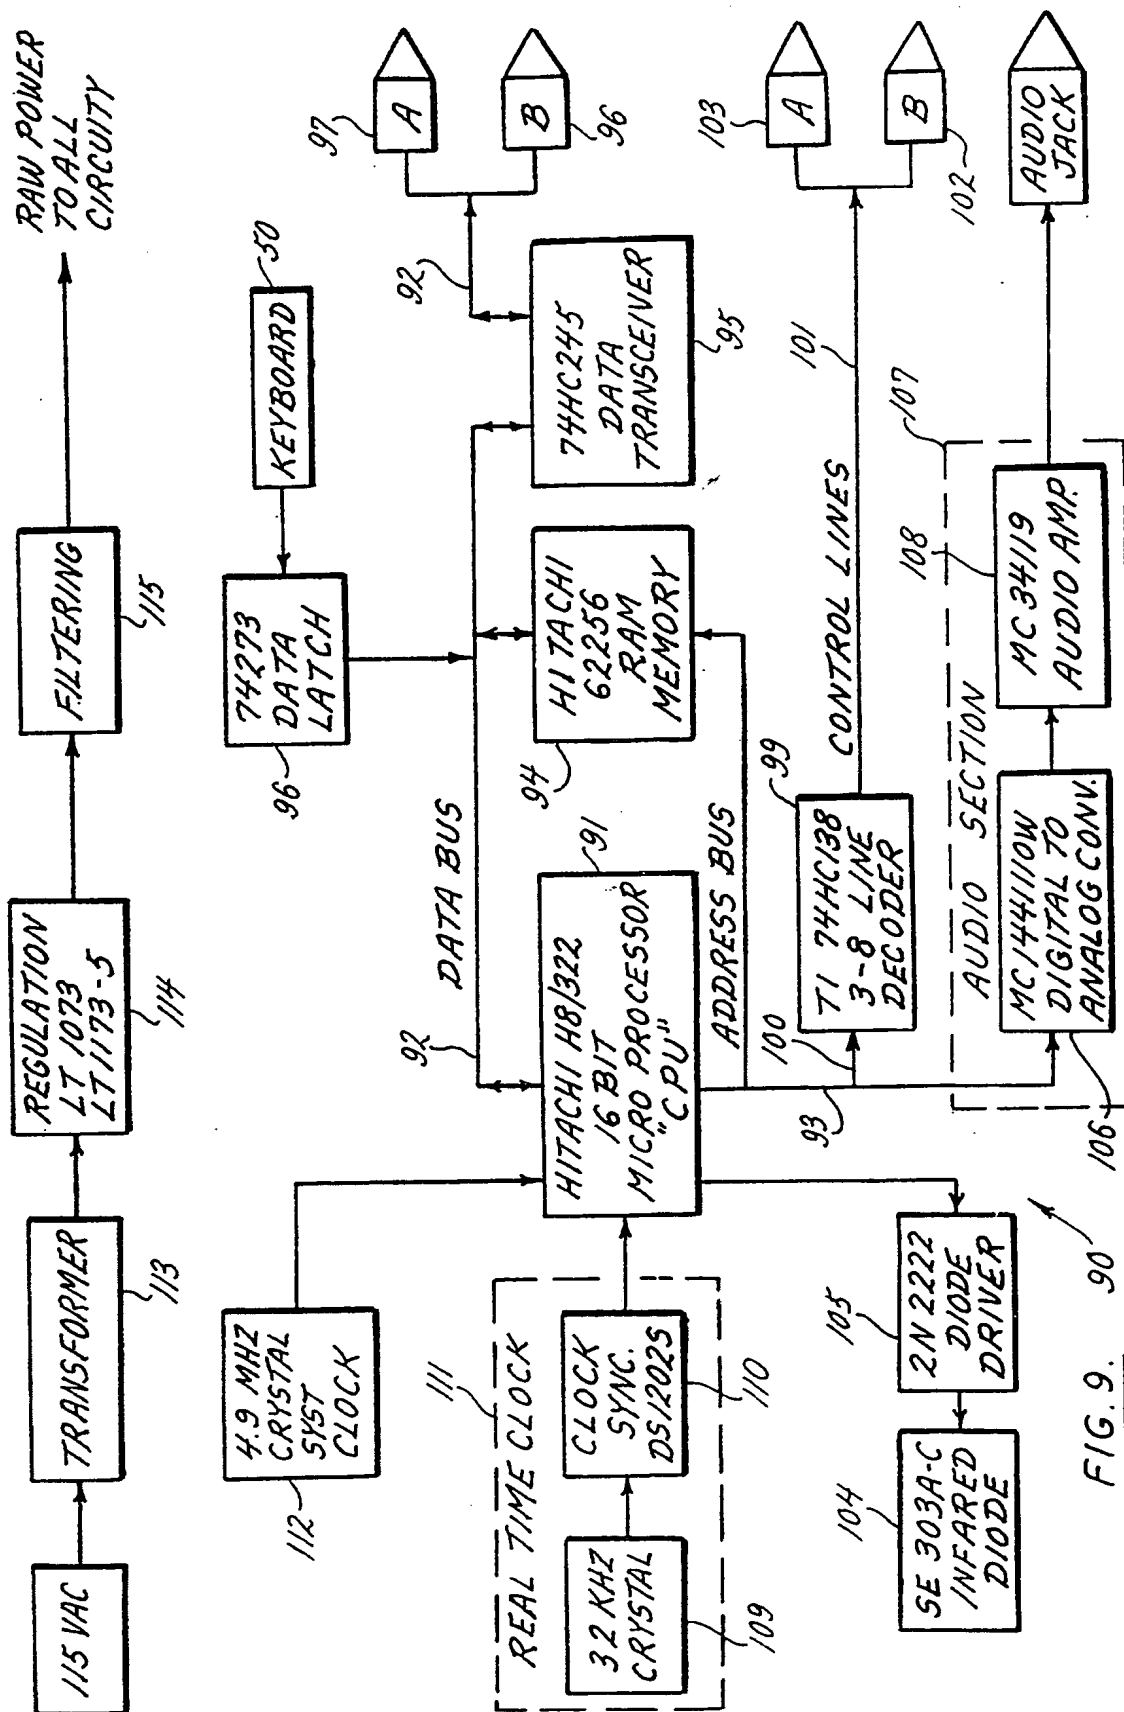 115 VAC
TRANSFORMER
113
REGULATION
LT 1073
LT 1173-5
114
FILTERING
115
RAW POWER
TO ALL
CIRCUITY
4.9 MHZ
CRYSTAL
SYST
CLOCK
112
74273
DATA
LATCH
96
KEYBOARD
50
DATA BUS
92
92
97
A
B
96
REAL TIME CLOCK
111
32 KHZ
CRYSTAL
109
CLOCK
SYNC.
DS1202S
110
HITACHI H8/322
16 BIT
MICRO PROCESSOR
"CPU"
91
HITACHI
62256
RAM
MEMORY
94
74HC245
DATA
TRANSCEIVER
95
ADDRESS BUS
93
100
TI 74HC138
3-8 LINE
DECODER
99
CONTROL LINES
101
103
A
B
102
SE 303A-C
INFARED
DIODE
104
2N 2222
DIODE
DRIVER
105
AUDIO SECTION
107
MC144110W
DIGITAL TO
ANALOG CONV.
106
MC 34119
AUDIO AMP.
108
AUDIO
JACK
90
FIG. 9.